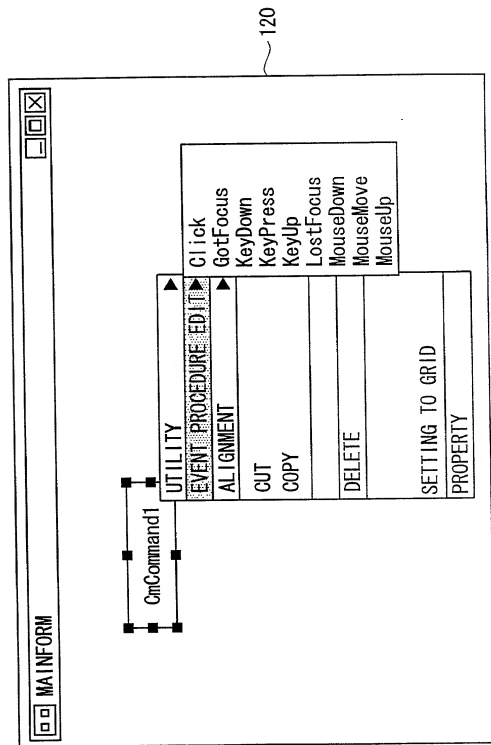 120
MAINFORM
CmCommand1
UTILITY
EVENT PROCEDURE EDIT
ALIGNMENT
CUT
COPY
DELETE
SETTING TO GRID
PROPERTY
Click
GotFocus
KeyDown
KeyPress
KeyUp
LostFocus
MouseDown
MouseMove
MouseUp